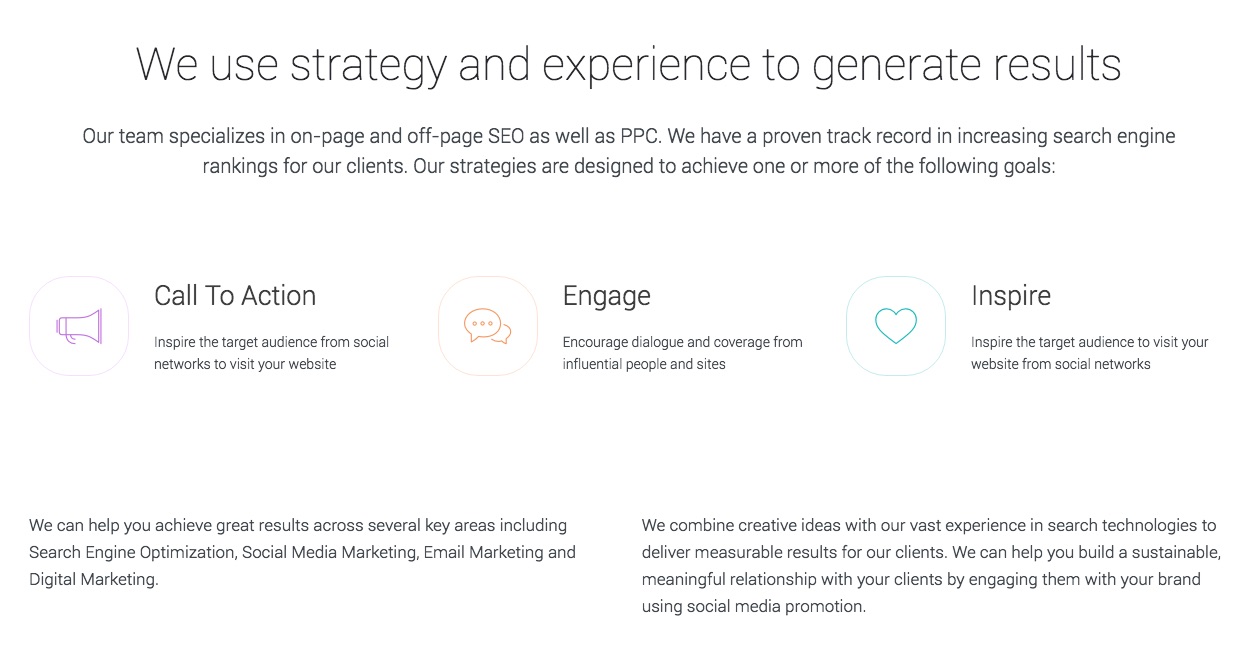 We use strategy and experience to generate results
Our team specializes in on-page and off-page SEO as well as PPC. We have a proven track record in increasing search engine
rankings for our clients. Our strategies are designed to achieve one or more of the following goals:
Call To Action
Inspire the target audience from social
networks to visit your website
Engage
Encourage dialogue and coverage from
influential people and sites
Inspire
Inspire the target audience to visit your
website from social networks
We can help you achieve great results across several key areas including
Search Engine Optimization, Social Media Marketing, Email Marketing and
Digital Marketing.
We combine creative ideas with our vast experience in search technologies to
deliver measurable results for our clients. We can help you build a sustainable,
meaningful relationship with your clients by engaging them with your brand
using social media promotion.